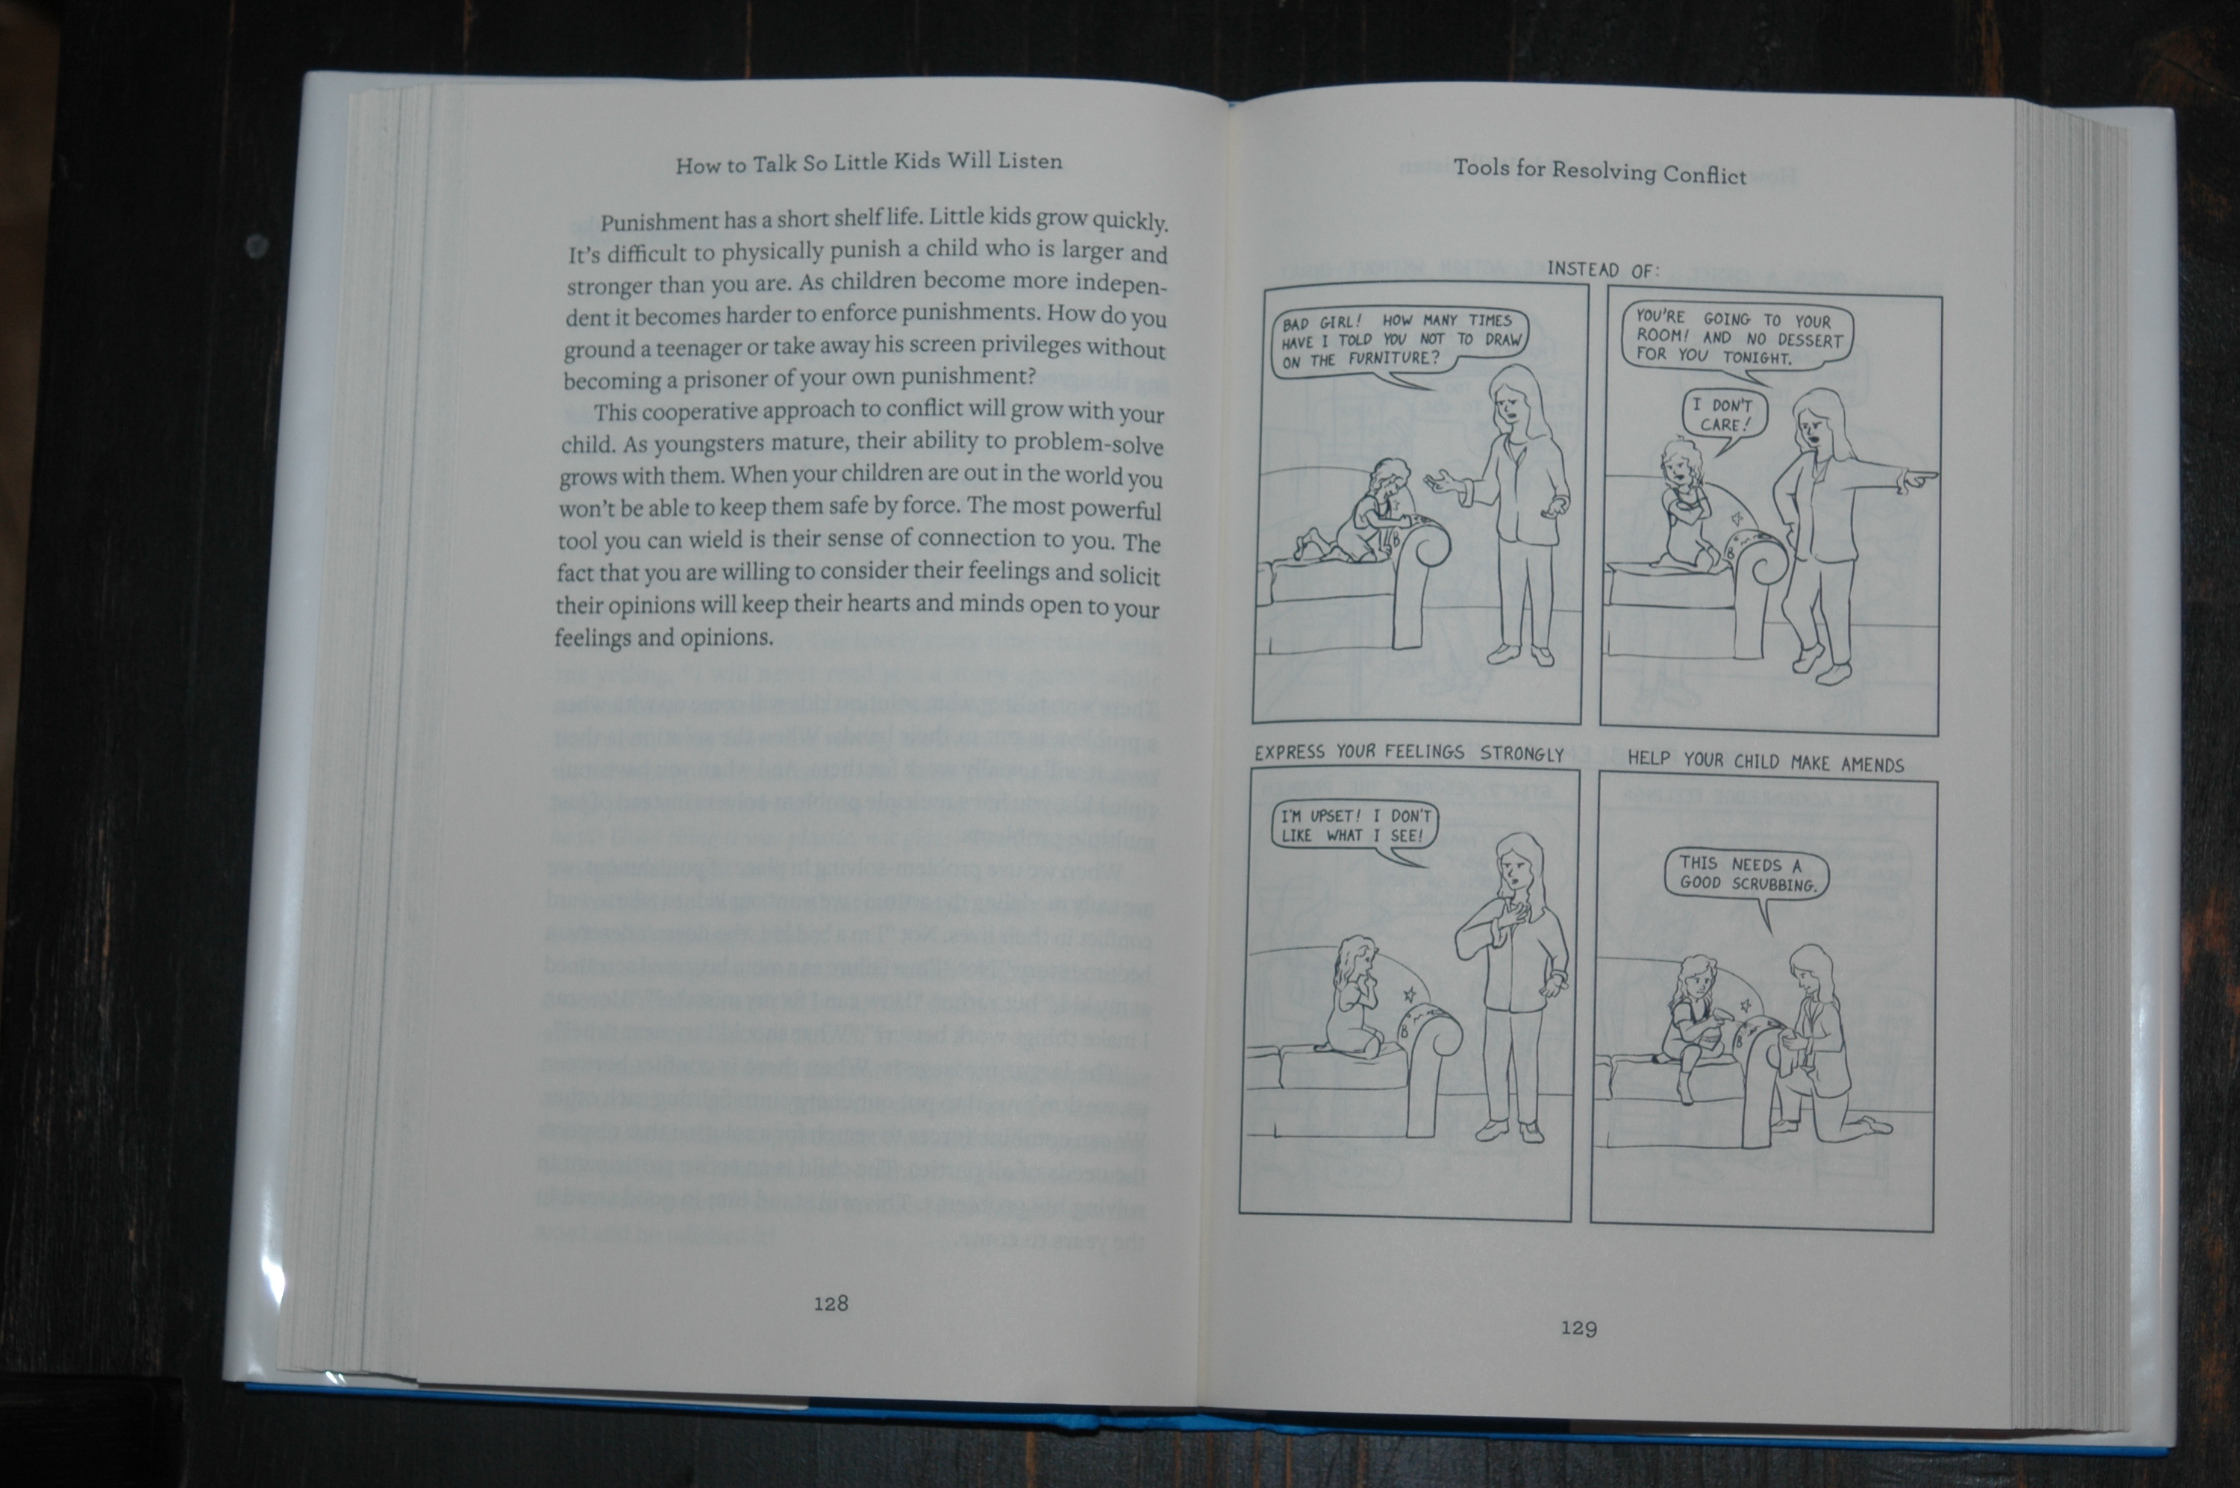 How to Talk So Little Kids Will Listen
Punishment has a short shelf life. Little kids grow quickly.
It's difficult to physically punish a child who is larger and
stronger than you are. As children become more indepen-
dent it becomes harder to enforce punishments. How do you
ground a teenager or take away his screen privileges without
becoming a prisoner of your own punishment?
This cooperative approach to conflict will grow with your
child. As youngsters mature, their ability to problem-solve
grows with them. When your children are out in the world you
won't be able to keep them safe by force. The most powerful
tool you can wield is their sense of connection to you. The
fact that you are willing to consider their feelings and solicit
their opinions will keep their hearts and minds open to your
feelings and opinions.
128
Tools for Resolving Conflict
INSTEAD OF:
BAD GIRL! HOW MANY TIMES
HAVE I TOLD YOU NOT TO DRAW
ON THE FURNITURE?
YOU'RE GOING TO YOUR
ROOM! AND NO DESSERT
FOR YOU TONIGHT.
I DON'T
CARE!
EXPRESS YOUR FEELINGS STRONGLY
I'M UPSET! I DON'T
LIKE WHAT I SEE!
HELP YOUR CHILD MAKE AMENDS
THIS NEEDS A
GOOD SCRUBBING.
129